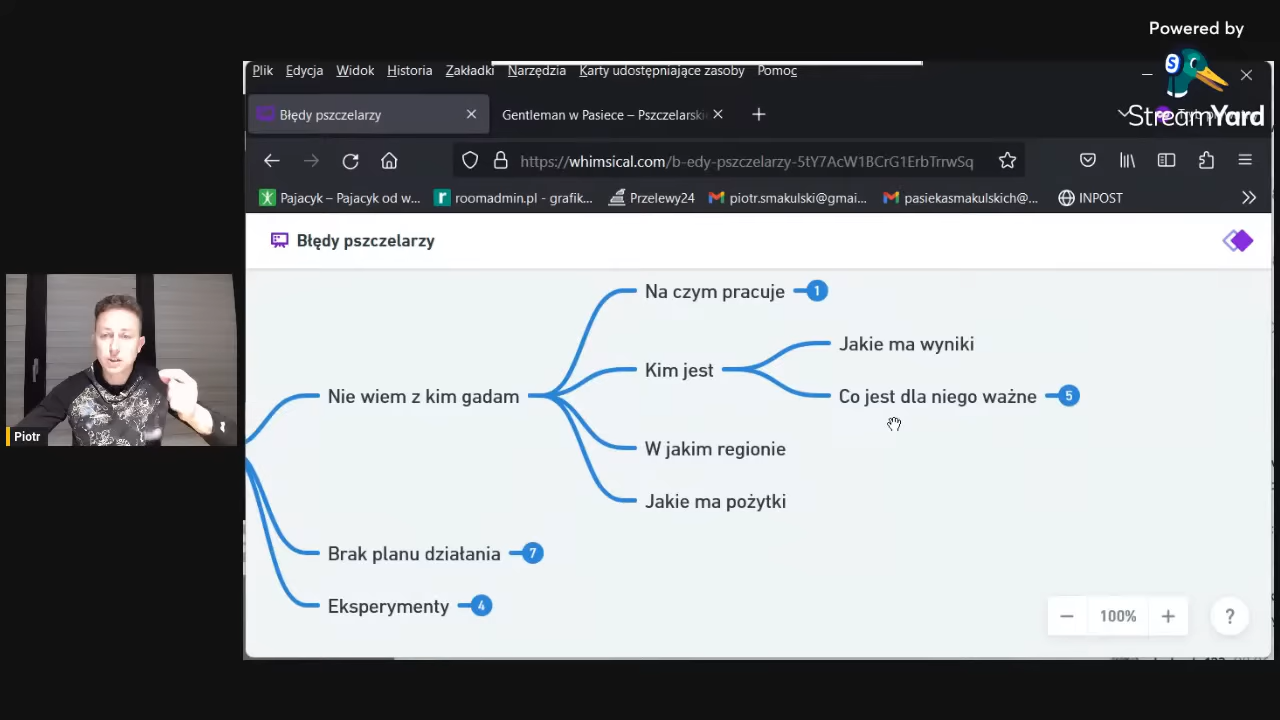 Powered by
StreamYard
Plik Edycja Widok Historia Zakładki Narzędzia Karty udostępniające zasoby Pomoc
Błędy pszczelarzy
Gentleman w Pasiece – Pszczelarski
https://whimsical.com/b-edy-pszczelarzy-5tY7AcW1BCrG1ErbTrrwSq
Pajacyk – Pajacyk od w... roomadmin.pl - grafik... Przelewy24 piotr.smakulski@gmai... pasiekasmakulskich@... INPOST
Błędy pszczelarzy
Na czym pracuje 1
Jakie ma wyniki
Kim jest
Nie wiem z kim gadam
Co jest dla niego ważne 5
W jakim regionie
Jakie ma pożytki
Brak planu działania 7
Eksperymenty 4
100%
?
Piotr